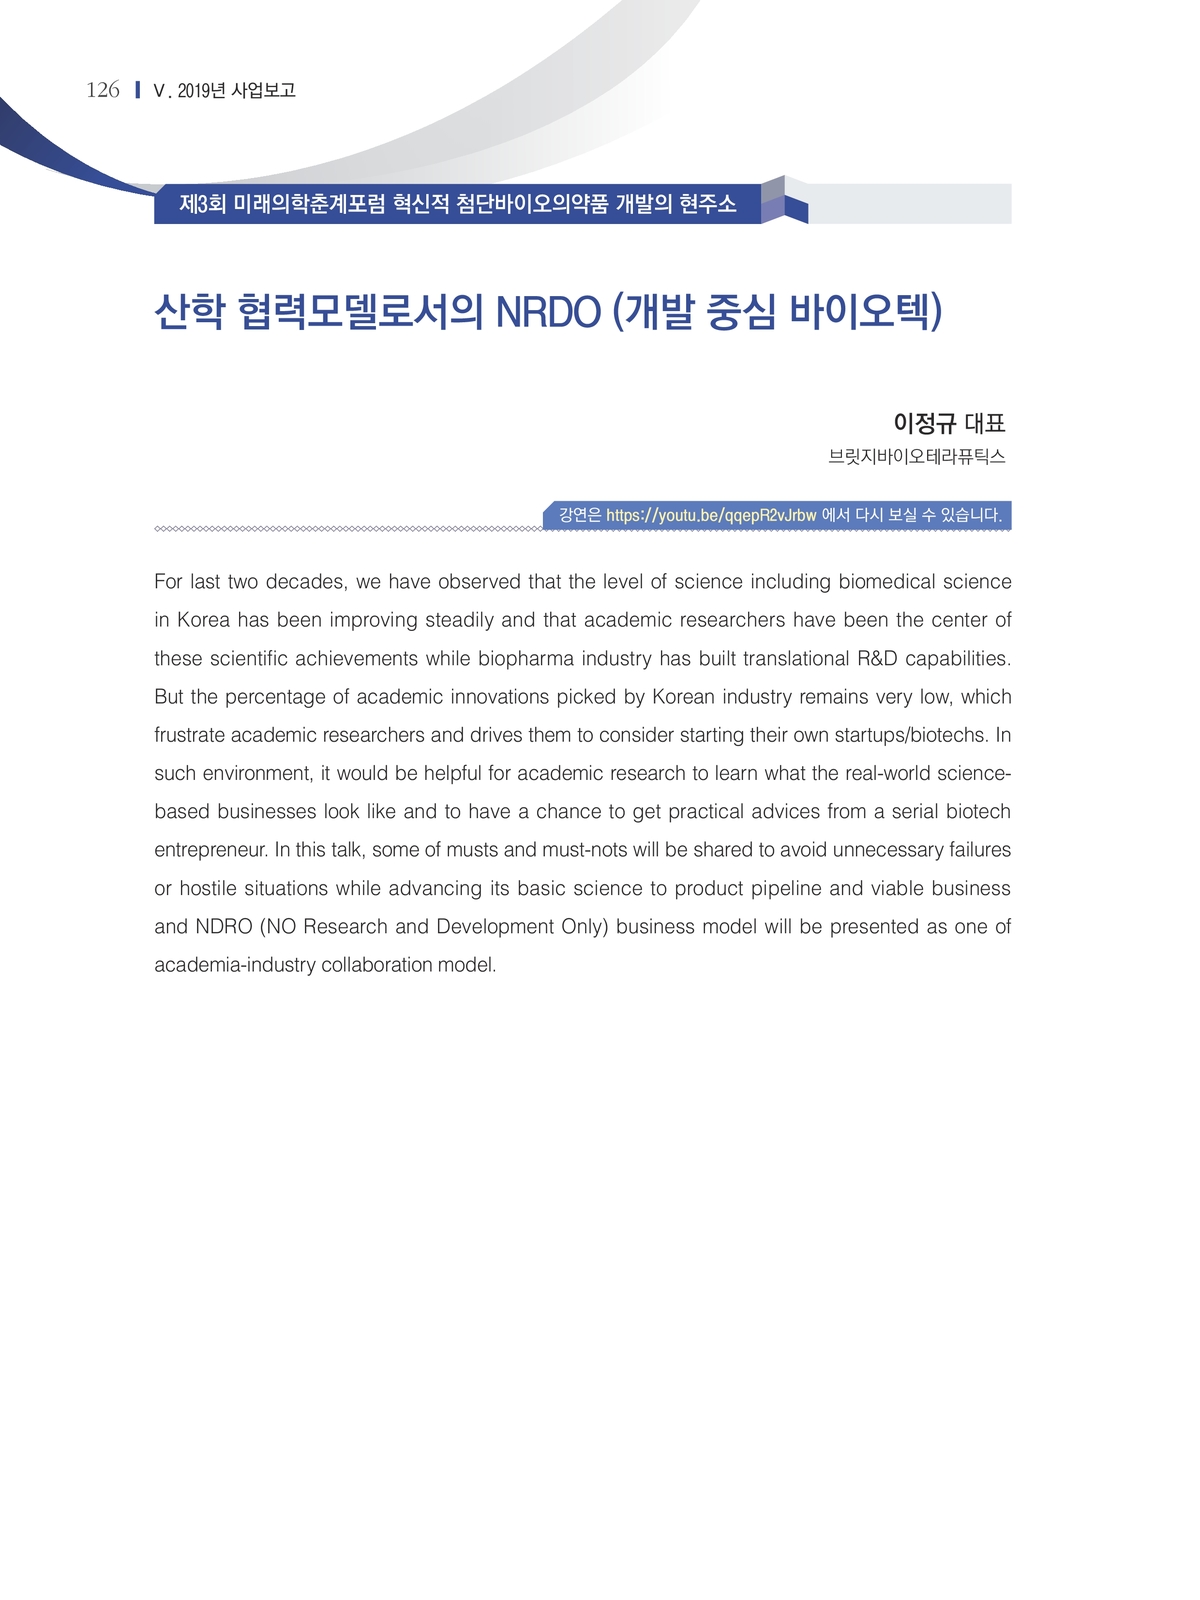 126 Ⅴ. 2019년 사업보고
제3회 미래의학춘계포럼 혁신적 첨단바이오의약품 개발의 현주소
산학 협력모델로서의 NRDO (개발 중심 바이오텍)
이정규 대표
브릿지바이오테라퓨틱스
강연은 https://youtu.be/qqepR2vJrbw 에서 다시 보실 수 있습니다.
For last two decades, we have observed that the level of science including biomedical science
in Korea has been improving steadily and that academic researchers have been the center of
these scientific achievements while biopharma industry has built translational R&D capabilities.
But the percentage of academic innovations picked by Korean industry remains very low, which
frustrate academic researchers and drives them to consider starting their own startups/biotechs. In
such environment, it would be helpful for academic research to learn what the real-world science-
based businesses look like and to have a chance to get practical advices from a serial biotech
entrepreneur. In this talk, some of musts and must-nots will be shared to avoid unnecessary failures
or hostile situations while advancing its basic science to product pipeline and viable business
and NDRO (NO Research and Development Only) business model will be presented as one of
academia-industry collaboration model.